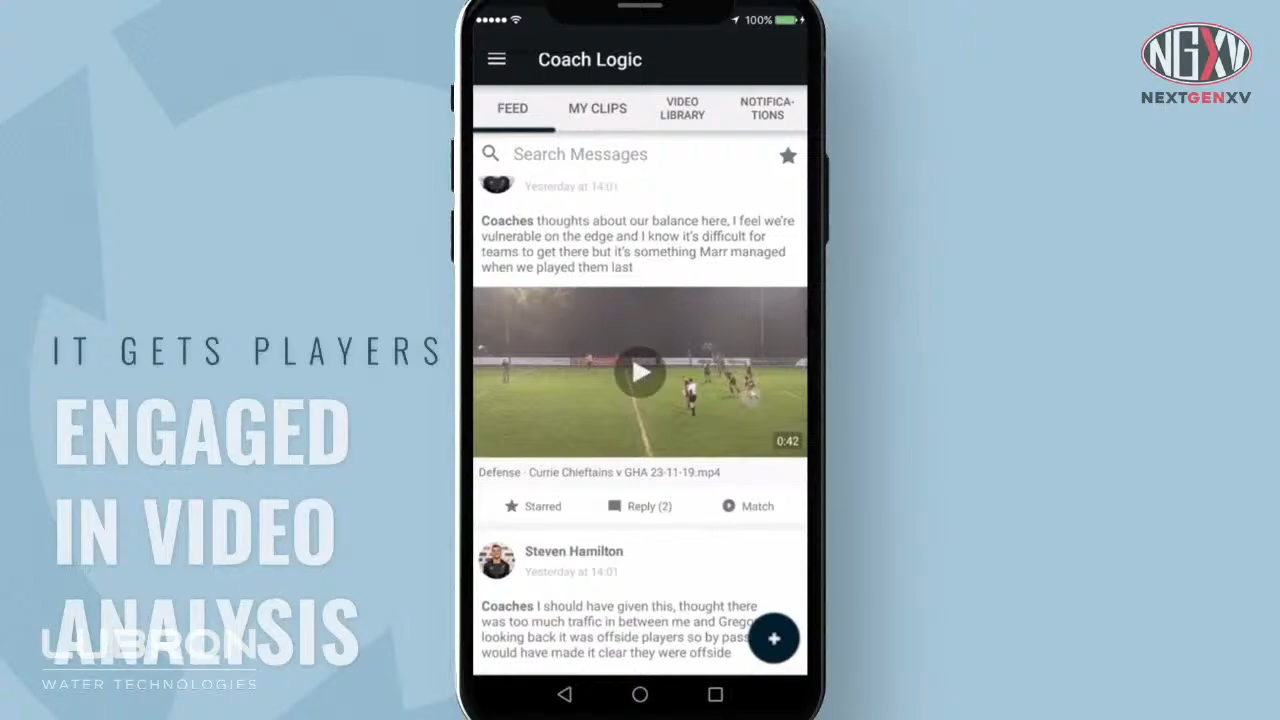 100%
NGXV
NEXTGENXV
Coach Logic
FEED
MY CLIPS
VIDEO
LIBRARY
NOTIFICA-
TIONS
Search Messages
Yesterday at 14:01
Coaches thoughts about our balance here, I feel we're
vulnerable on the edge and I know it's difficult for
teams to get there but it's something Marr managed
when we played them last
0:42
Defense · Currie Chieftains v GHA 23-11-19.mp4
Starred
Reply (2)
Match
Steven Hamilton
Yesterday at 14:01
Coaches I should have given this, thought there
was too much traffic in between me and
looking back it was offside players so by
would have made it clear they were offside
IT GETS PLAYERS
ENGAGED
IN VIDEO
ANALYSIS
WATER TECHNOLOGIES